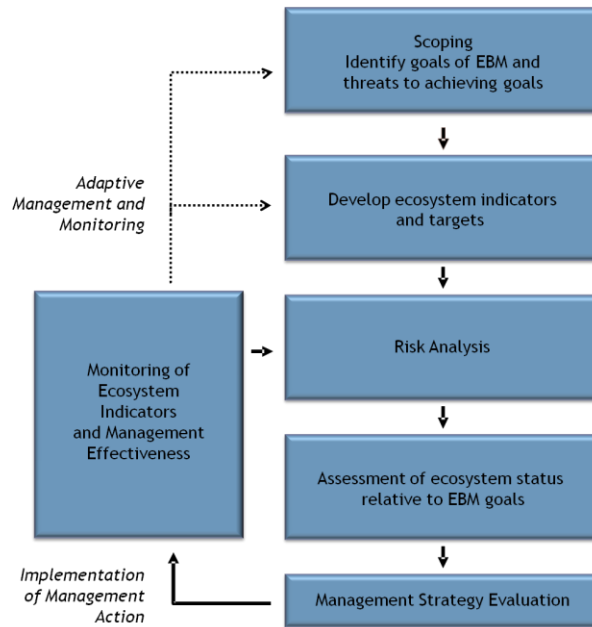 Scoping
Identify goals of EBM and
threats to achieving goals
Adaptive
Management and
Monitoring
Develop ecosystem indicators
and targets
Monitoring of
Ecosystem
Indicators
and Management
Effectiveness
Risk Analysis
Assessment of ecosystem status
relative to EBM goals
Implementation
of Management
Action
Management Strategy Evaluation